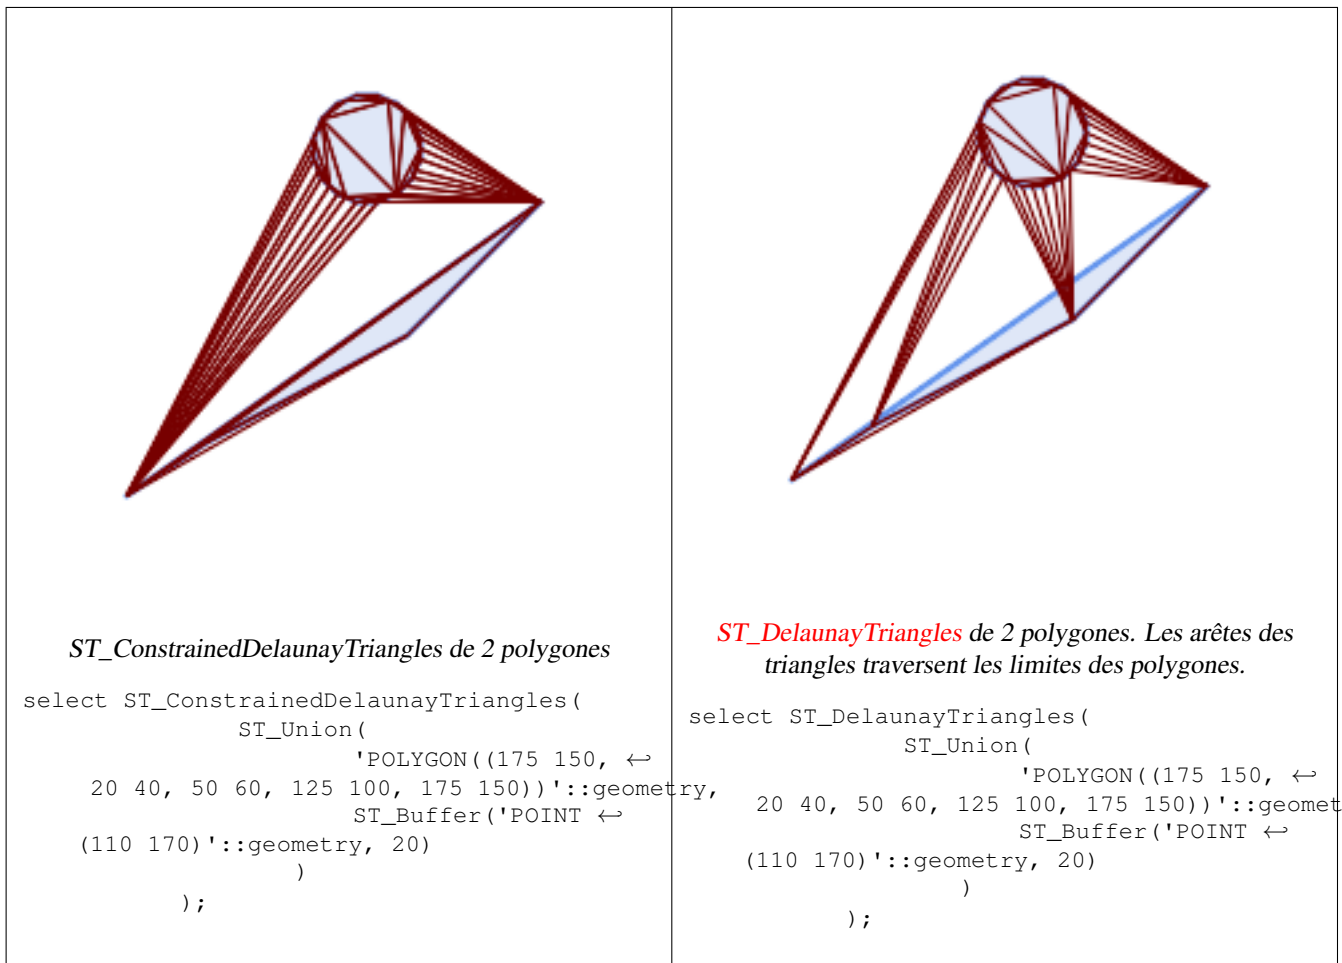 ST_ConstrainedDelaunayTriangles de 2 polygones
select ST_ConstrainedDelaunayTriangles(
ST_Union(
'POLYGON((175 150, ↩
20 40, 50 60, 125 100, 175 150))'::geometry,
ST_Buffer('POINT ↩
(110 170)'::geometry, 20)
)
);
ST_DelaunayTriangles de 2 polygones. Les arêtes des
triangles traversent les limites des polygones.
select ST_DelaunayTriangles(
ST_Union(
'POLYGON((175 150, ↩
20 40, 50 60, 125 100, 175 150))'::geomet
ST_Buffer('POINT ↩
(110 170)'::geometry, 20)
)
);